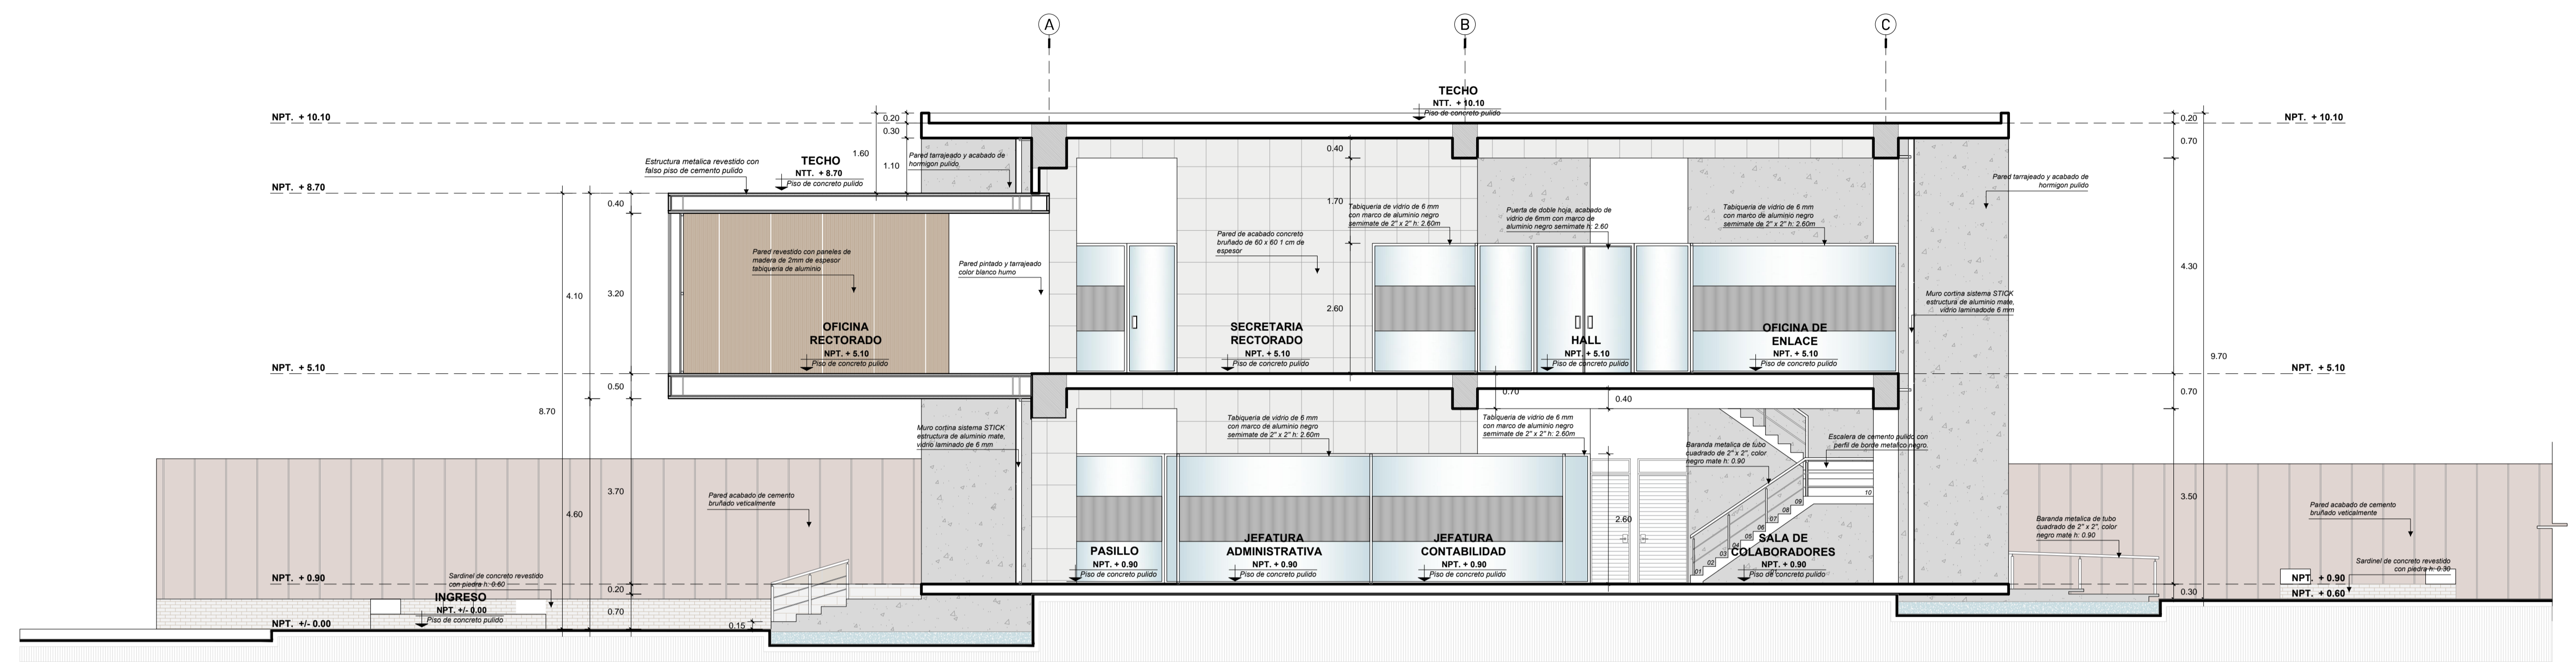 A
B
C
TECHO
NTT. + 10.10
Piso de concreto pulido
NPT. + 10.10
NPT. + 10.10
0.20
0.30
1.60
1.10
0.20
0.70
0.40
Estructura metalica revestido con
falso piso de cemento pulido
TECHO
NTT. + 8.70
Piso de concreto pulido
Pared tarrajeado y acabado de
hormigon pulido
Pared tarrajeado y acabado de
hormigon pulido
NPT. + 8.70
0.40
1.70
Tabiqueria de vidrio de 6 mm
con marco de aluminio negro
semimate de 2" x 2" h: 2.60m
Puerta de doble hoja, acabado de
vidrio de 6mm con marco de
aluminio negro semimate h: 2.60
Tabiqueria de vidrio de 6 mm
con marco de aluminio negro
semimate de 2" x 2" h: 2.60m
Pared de acabado concreto
bruñado de 60 x 60 1 cm de
espesor
Pared revestido con paneles de
madera de 2mm de espesor
tabiqueria de aluminio
Pared pintado y tarrajeado
color blanco humo
4.10
3.20
2.60
4.30
9.70
Muro cortina sistema STICK
estructura de aluminio mate,
vidrio laminadode 6 mm
OFICINA
RECTORADO
NPT. + 5.10
Piso de concreto pulido
SECRETARIA
RECTORADO
NPT. + 5.10
Piso de concreto pulido
HALL
NPT. + 5.10
Piso de concreto pulido
OFICINA DE
ENLACE
NPT. + 5.10
Piso de concreto pulido
NPT. + 5.10
NPT. + 5.10
0.50
0.70
0.40
0.70
8.70
Muro cortina sistema STICK
estructura de aluminio mate,
vidrio laminado de 6 mm
Tabiqueria de vidrio de 6 mm
con marco de aluminio negro
semimate de 2" x 2" h: 2.60m
Tabiqueria de vidrio de 6 mm
con marco de aluminio negro
semimate de 2" x 2" h: 2.60m
Baranda metalica de tubo
cuadrado de 2" x 2", color
negro mate h: 0.90
Escalera de cemento pulido con
perfil de borde metalico negro.
3.70
4.60
2.60
3.50
Pared acabado de cemento
bruñado veticalmente
Pared acabado de cemento
bruñado veticalmente
Baranda metalica de tubo
cuadrado de 2" x 2", color
negro mate h: 0.90
10
09
08
07
06
05
04
03
02
01
PASILLO
NPT. + 0.90
Piso de concreto pulido
JEFATURA
ADMINISTRATIVA
NPT. + 0.90
Piso de concreto pulido
JEFATURA
CONTABILIDAD
NPT. + 0.90
Piso de concreto pulido
SALA DE
COLABORADORES
NPT. + 0.90
Piso de concreto pulido
Sardinel de concreto revestido
con piedra h: 0.60
Sardinel de concreto revestido
con piedra h: 0.30
NPT. + 0.90
NPT. + 0.90
NPT. + 0.60
0.20
0.70
0.30
0.15
INGRESO
NPT. +/- 0.00
Piso de concreto pulido
NPT. +/- 0.00